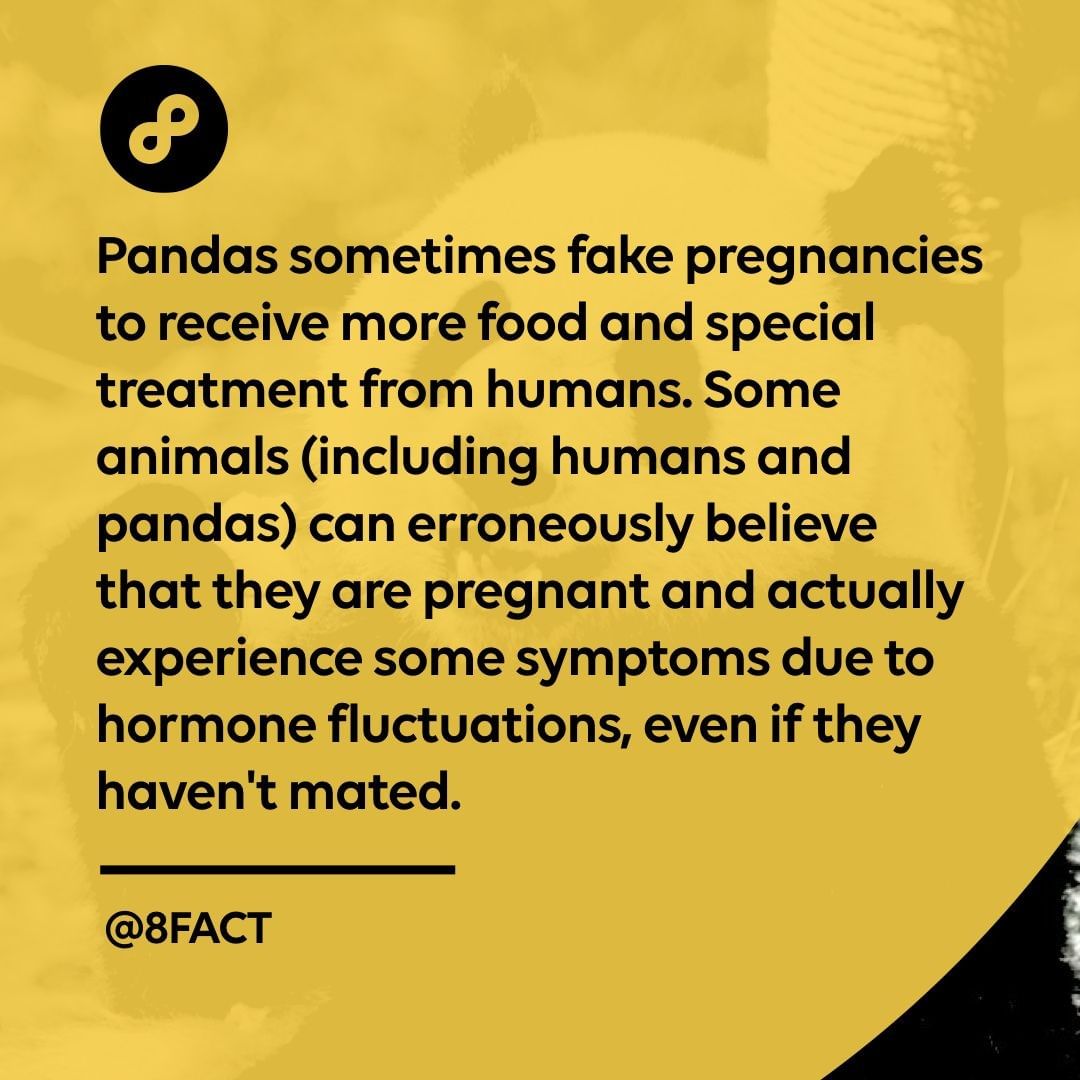 Pandas sometimes fake pregnancies
to receive more food and special
treatment from humans. Some
animals (including humans and
pandas) can erroneously believe
that they are pregnant and actually
experience some symptoms due to
hormone fluctuations, even if they
haven't mated.
@8FACT